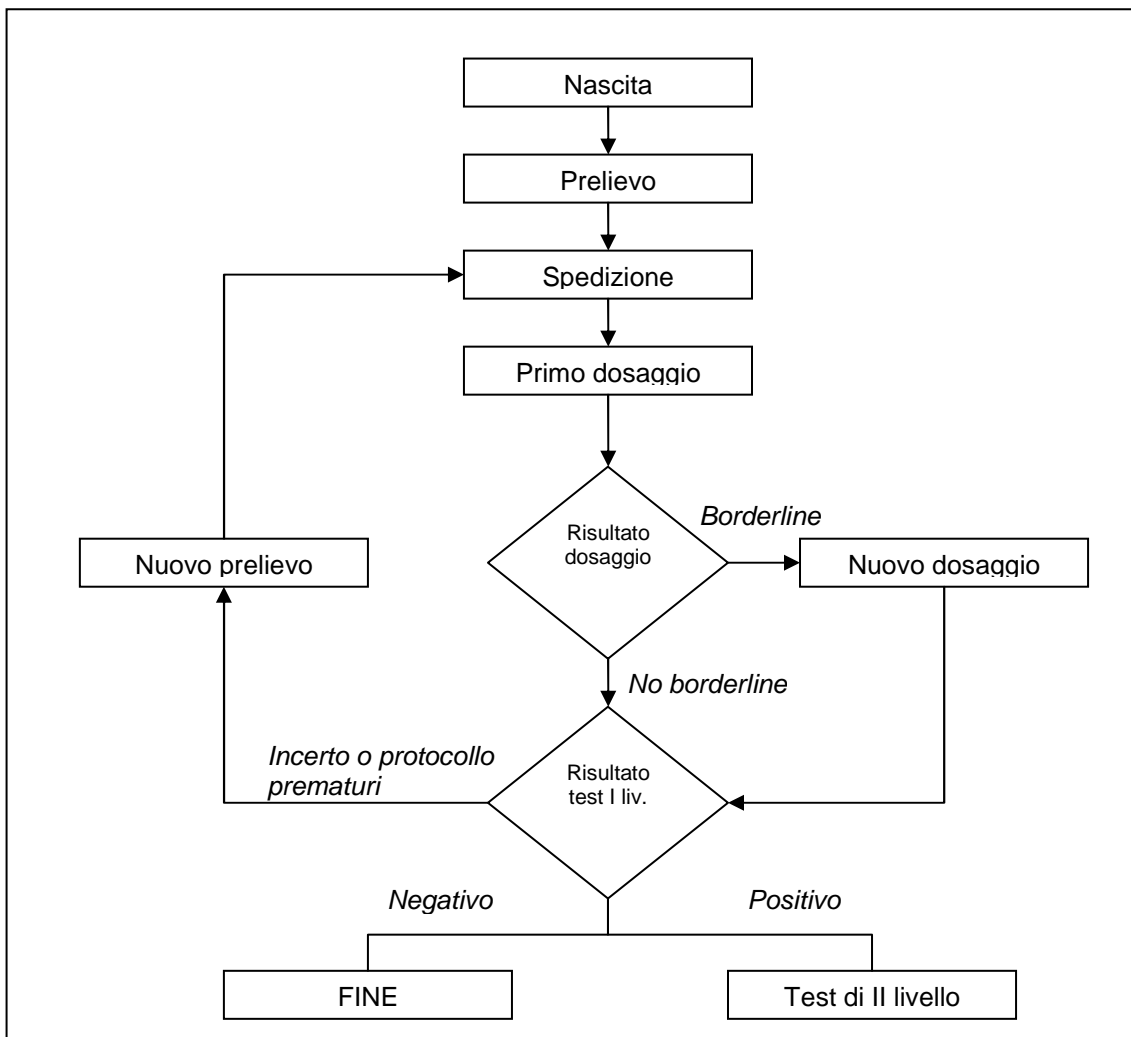 Nascita
Prelievo
Spedizione
Primo dosaggio
Risultato
dosaggio
Borderline
Nuovo prelievo
Nuovo dosaggio
No borderline
Incerto o protocollo
prematuri
Risultato
test I liv.
Negativo
Positivo
FINE
Test di II livello